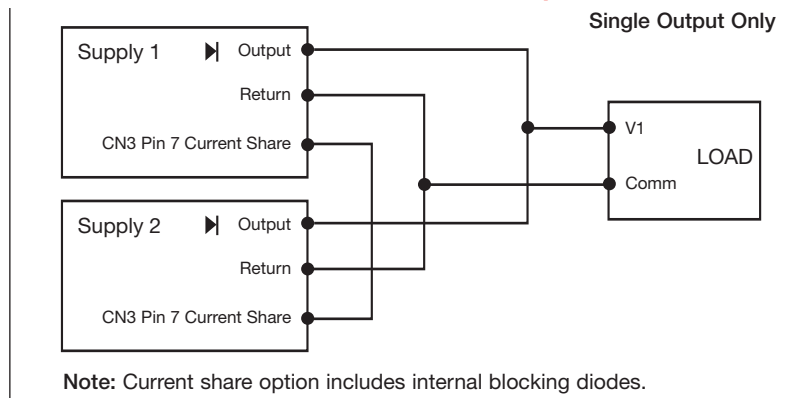 Single Output Only
Supply 1
Output
Return
CN3 Pin 7 Current Share
V1
LOAD
Comm
Supply 2
Output
Return
CN3 Pin 7 Current Share
Note: Current share option includes internal blocking diodes.